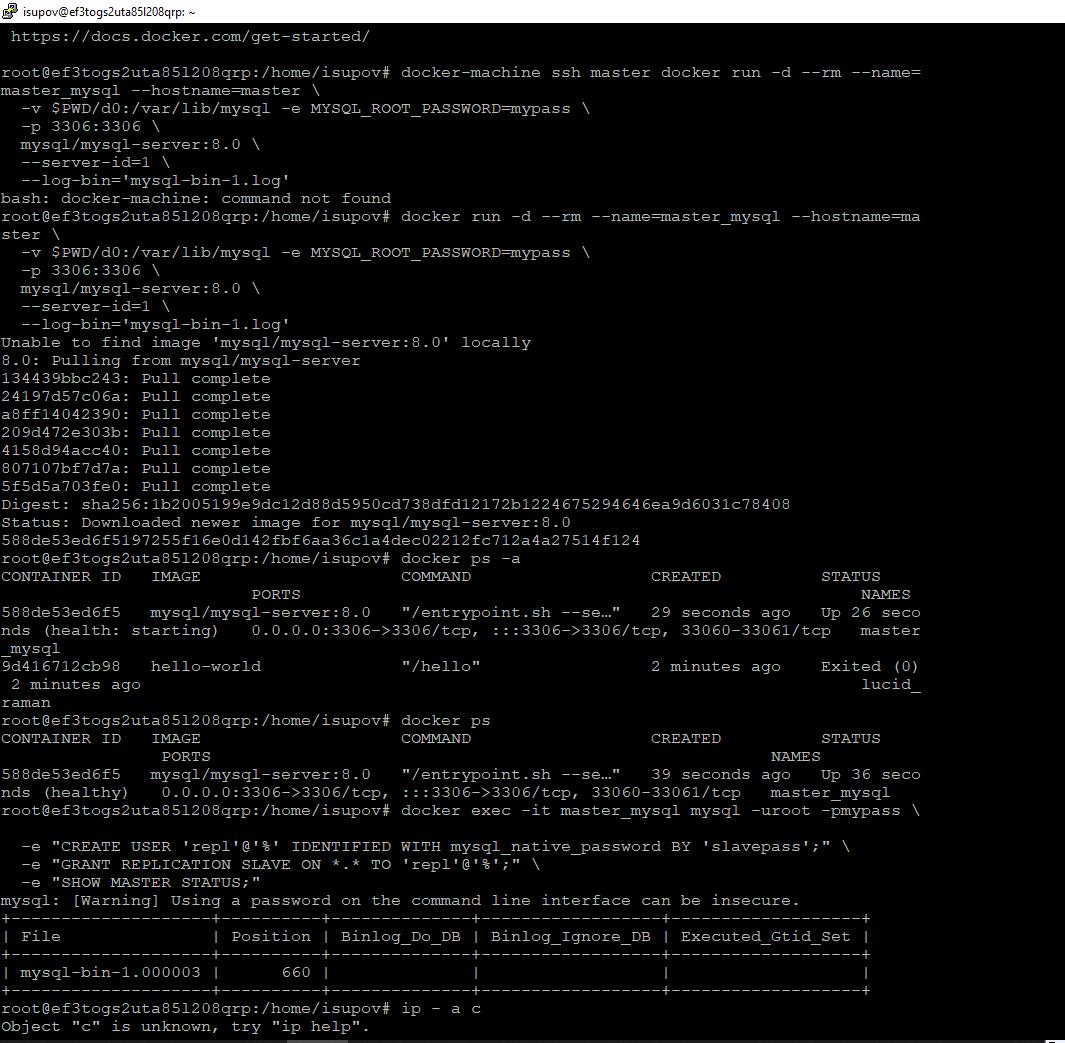 isupov@ef3togs2uta85l208qrp: ~
https://docs.docker.com/get-started/
root@ef3togs2uta85l208qrp:/home/isupov# docker-machine ssh master docker run -d --rm --name=
master_mysql --hostname=master \
-v $PWD/d0:/var/lib/mysql -e MYSQL_ROOT_PASSWORD=mypass \
-p 3306:3306 \
mysql/mysql-server:8.0 \
--server-id=1 \
--log-bin='mysql-bin-1.log'
bash: docker-machine: command not found
root@ef3togs2uta85l208qrp:/home/isupov# docker run -d --rm --name=master_mysql --hostname=ma
ster \
-v $PWD/d0:/var/lib/mysql -e MYSQL_ROOT_PASSWORD=mypass \
-p 3306:3306 \
mysql/mysql-server:8.0 \
--server-id=1 \
--log-bin='mysql-bin-1.log'
Unable to find image 'mysql/mysql-server:8.0' locally
8.0: Pulling from mysql/mysql-server
134439bbc243: Pull complete
24197d57c06a: Pull complete
a8ff14042390: Pull complete
209d472e303b: Pull complete
4158d94acc40: Pull complete
807107bf7d7a: Pull complete
5f5d5a703fe0: Pull complete
Digest: sha256:1b2005199e9dc12d88d5950cd738dfd12172b1224675294646ea9d6031c78408
Status: Downloaded newer image for mysql/mysql-server:8.0
588de53ed6f5197255f16e0d142fbf6aa36c1a4dec02212fc712a4a27514f124
root@ef3togs2uta85l208qrp:/home/isupov# docker ps -a
CONTAINER ID   IMAGE                    COMMAND                  CREATED          STATUS
PORTS                                                        NAMES
588de53ed6f5   mysql/mysql-server:8.0   "/entrypoint.sh --se…"   29 seconds ago   Up 26 seco
nds (health: starting)   0.0.0.0:3306->3306/tcp, :::3306->3306/tcp, 33060-33061/tcp   master
_mysql
9d416712cb98   hello-world              "/hello"                 2 minutes ago    Exited (0)
2 minutes ago                                                                        lucid_
raman
root@ef3togs2uta85l208qrp:/home/isupov# docker ps
CONTAINER ID   IMAGE                    COMMAND                  CREATED          STATUS
PORTS                                                        NAMES
588de53ed6f5   mysql/mysql-server:8.0   "/entrypoint.sh --se…"   39 seconds ago   Up 36 seco
nds (healthy)   0.0.0.0:3306->3306/tcp, :::3306->3306/tcp, 33060-33061/tcp   master_mysql
root@ef3togs2uta85l208qrp:/home/isupov# docker exec -it master_mysql mysql -uroot -pmypass \
-e "CREATE USER 'repl'@'%' IDENTIFIED WITH mysql_native_password BY 'slavepass';" \
-e "GRANT REPLICATION SLAVE ON *.* TO 'repl'@'%';" \
-e "SHOW MASTER STATUS;"
mysql: [Warning] Using a password on the command line interface can be insecure.
+--------------------+----------+--------------+------------------+-------------------+
| File               | Position | Binlog_Do_DB | Binlog_Ignore_DB | Executed_Gtid_Set |
+--------------------+----------+--------------+------------------+-------------------+
| mysql-bin-1.000003 |      660 |              |                  |                   |
+--------------------+----------+--------------+------------------+-------------------+
root@ef3togs2uta85l208qrp:/home/isupov# ip - a c
Object "c" is unknown, try "ip help".